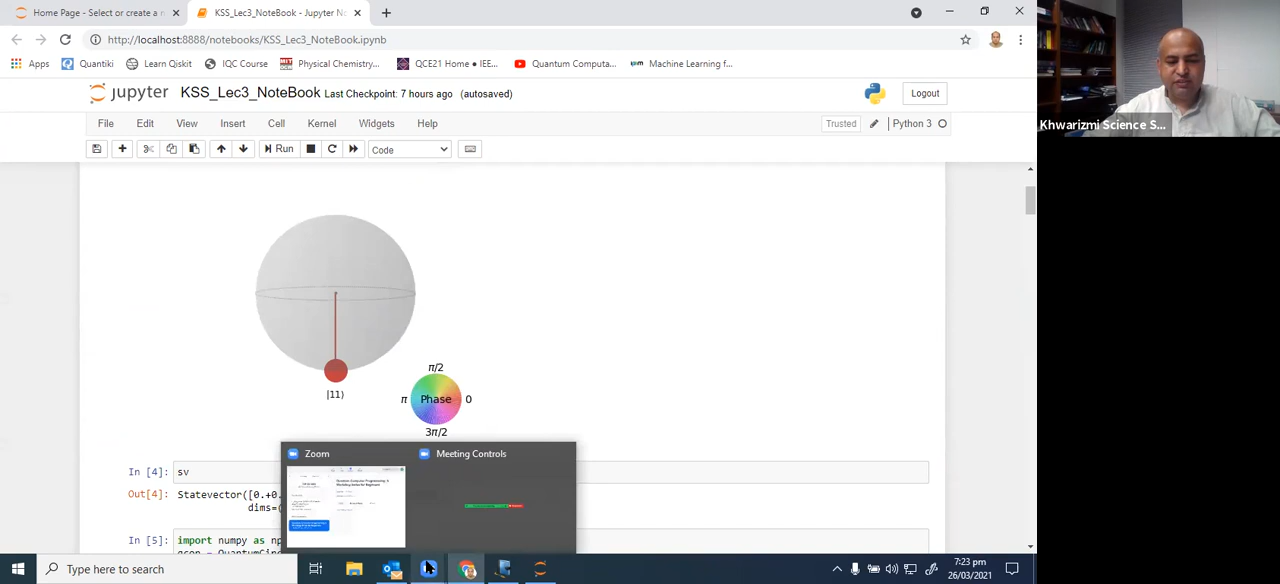 Home Page - Select or create a n
KSS_Lec3_NoteBook - Jupyter No
http://localhost:8888/notebooks/KSS_Lec3_NoteBook.ipynb
Apps Quantiki Learn Qiskit IQC Course Physical Chemistry... QCE21 Home • IEE... Quantum Computa... Machine Learning f...
jupyter KSS_Lec3_NoteBook Last Checkpoint: 7 hours ago (autosaved)
Logout
File Edit View Insert Cell Kernel Widgets Help
Trusted Python 3
Run Code
Khwarizmi Science S...
|11⟩
π/2
π Phase 0
3π/2
Zoom
Meeting Controls
In [4]: sv
Out[4]: Statevector([0.+0.
dims=(
In [5]: import numpy as np
Type here to search
7:23 pm
26/03/2021